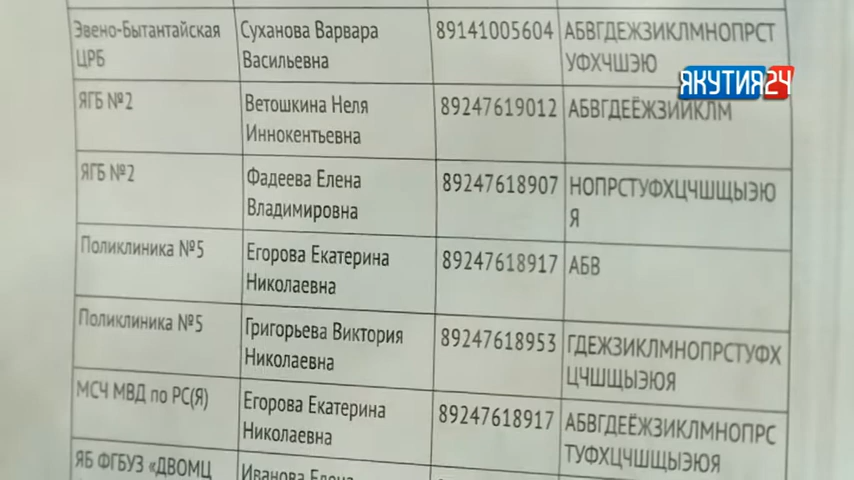 Эвено-Бытантайская ЦРБ
Суханова Варвара Васильевна
89141005604
АБВГДЕЖЗИКЛМНОПРСТ
УФХЧШЭЮ
ЯКУТИЯ24
ЯГБ №2
Ветошкина Неля
Иннокентьевна
89247619012
АБВГДЕЁЖЗИЙКЛМ
ЯГБ №2
Фадеева Елена
Владимировна
89247618907
НОПРСТУФХЦЧШЩЫЭЮ
Я
Поликлиника №5
Егорова Екатерина
Николаевна
89247618917
АБВ
Поликлиника №5
Григорьева Виктория
Николаевна
89247618953
ГДЕЖЗИКЛМНОПРСТУФХ
ЦЧШЩЫЭЮЯ
МСЧ МВД по РС(Я)
Егорова Екатерина
Николаевна
89247618917
АБВГДЕЁЖЗИКЛМНОПРС
ТУФХЦЧШЩЫЭЮЯ
ЯБ ФГБУЗ «ДВОМЦ
Иванова Елена